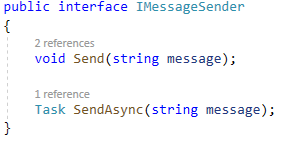 public interface IMessageSender
{
2 references
void Send(string message);
1 reference
Task SendAsync(string message);
}